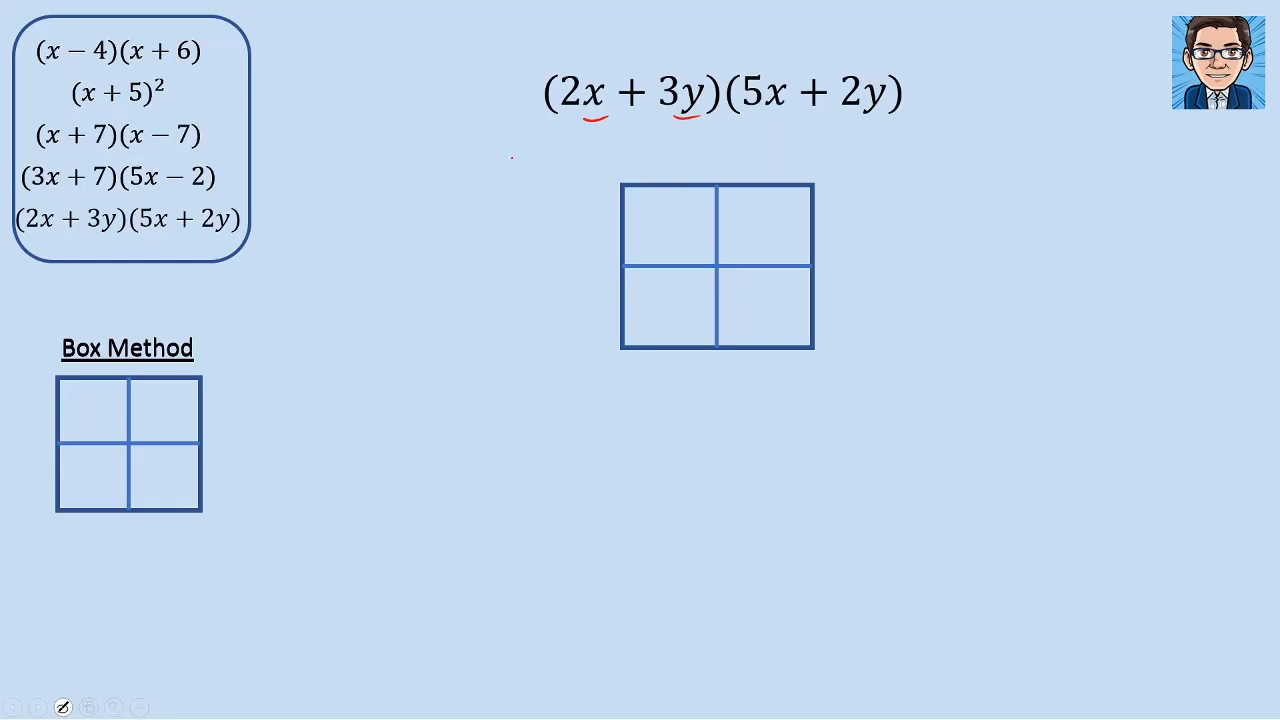 (x − 4)(x + 6)
(x + 5)²
(x + 7)(x − 7)
(3x + 7)(5x − 2)
(2x + 3y)(5x + 2y)
(2x + 3y)(5x + 2y)
Box Method